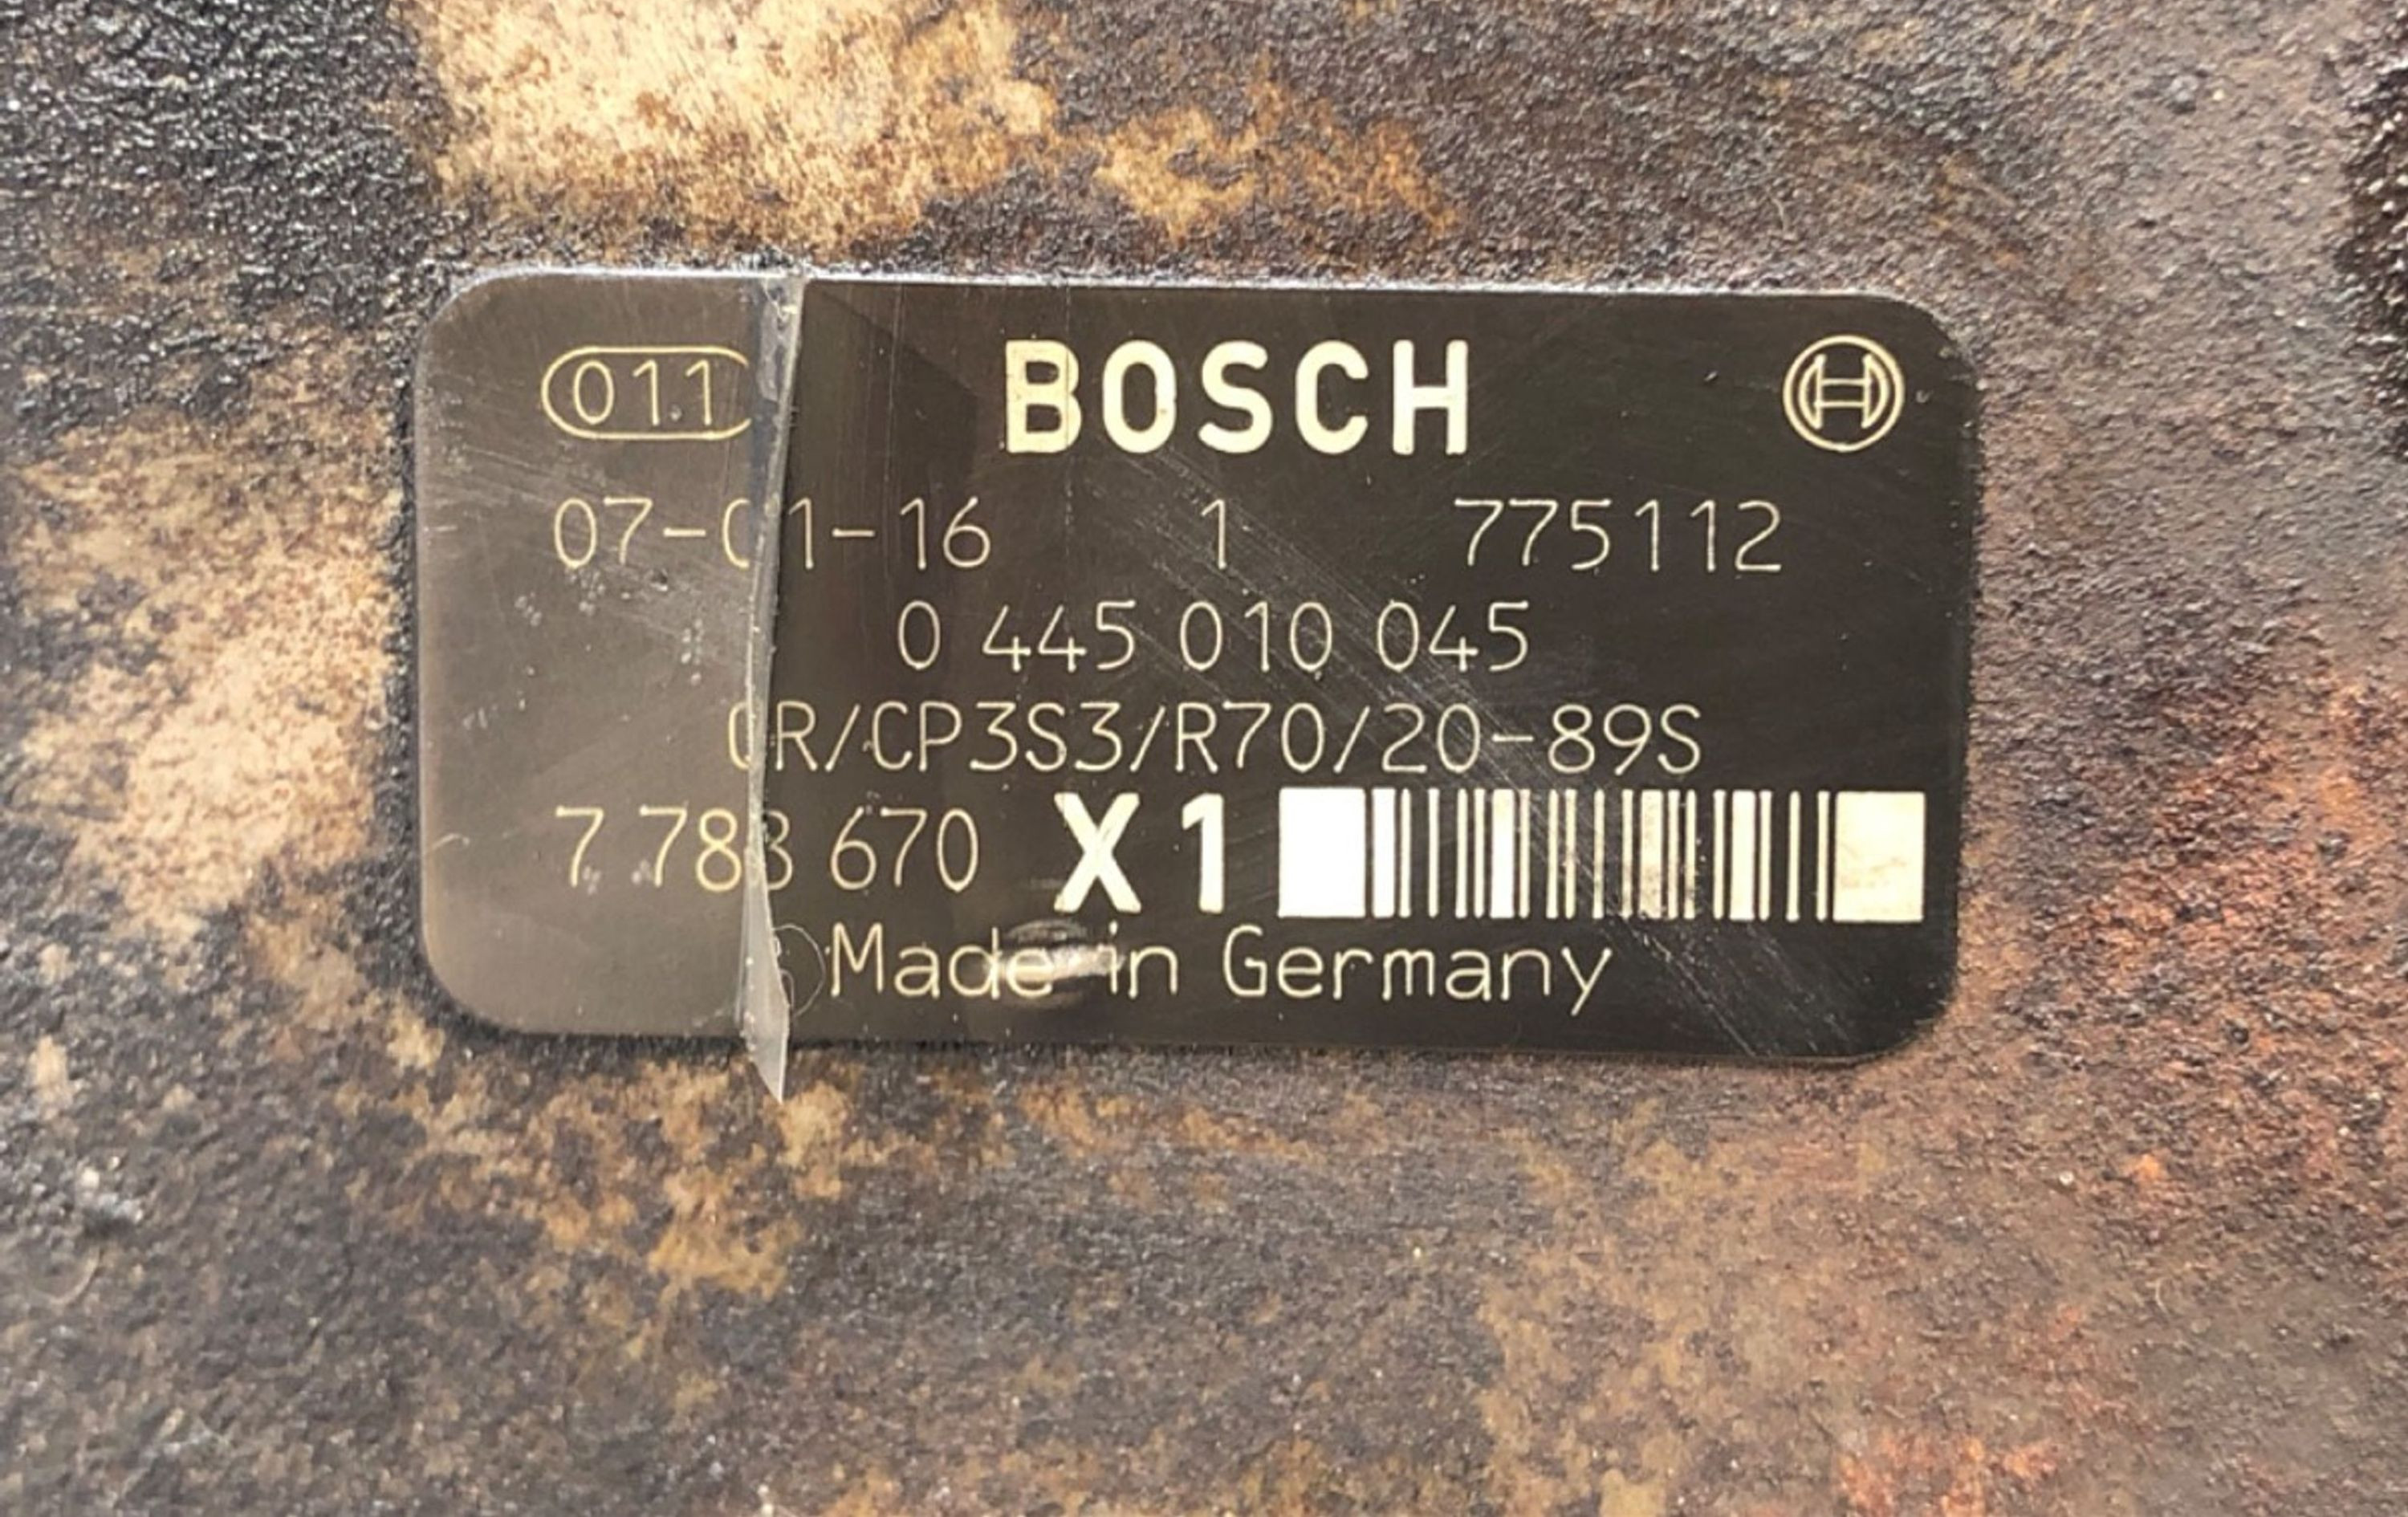 011 BOSCH
07-01-16 1 775112
0 445 010 045
CR/CP3S3/R70/20-89S
7 788 670 X1
Made in Germany